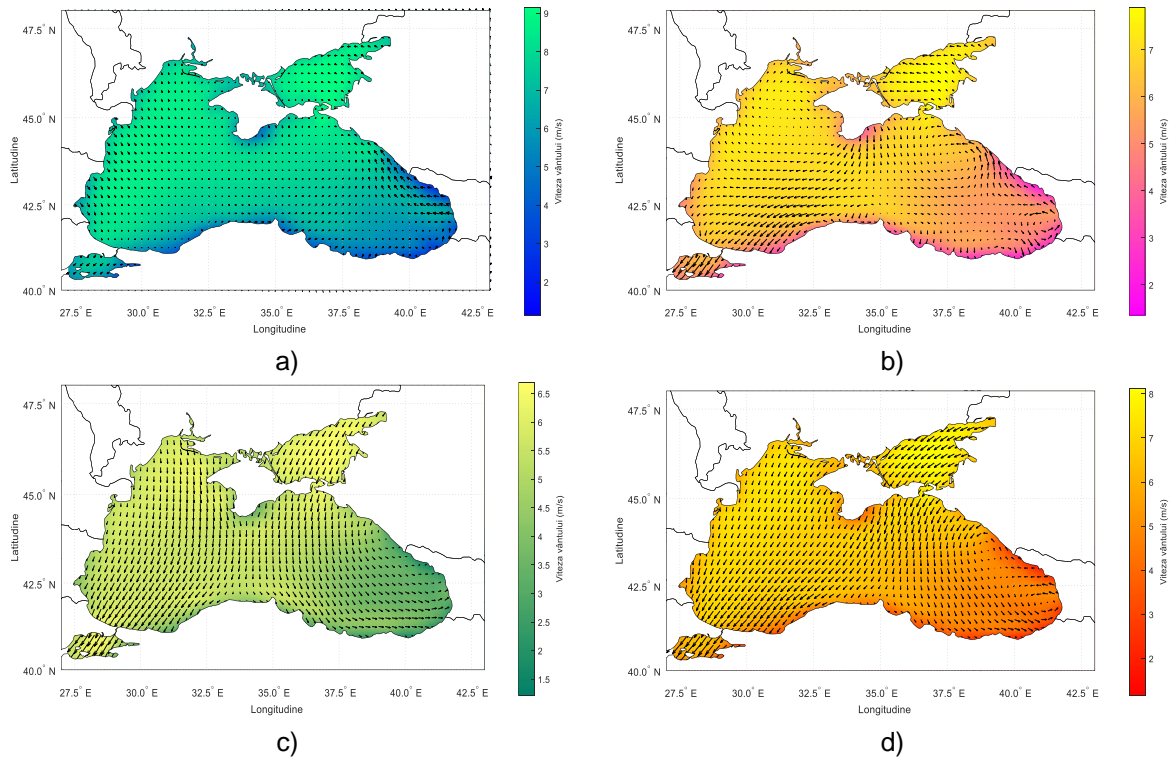 47.5° N
45.0° N
42.5° N
40.0° N
Latitudine
27.5° E 30.0° E 32.5° E 35.0° E 37.5° E 40.0° E 42.5° E
Longitudine
9
8
7
6
5
4
3
2
Viteza vântului (m/s)
a)
47.5° N
45.0° N
42.5° N
40.0° N
Latitudine
27.5° E 30.0° E 32.5° E 35.0° E 37.5° E 40.0° E 42.5° E
Longitudine
7
6
5
4
3
2
Viteza vântului (m/s)
b)
47.5° N
45.0° N
42.5° N
40.0° N
Latitudine
27.5° E 30.0° E 32.5° E 35.0° E 37.5° E 40.0° E 42.5° E
Longitudine
6.5
6
5.5
5
4.5
4
3.5
3
2.5
2
1.5
Viteza vântului (m/s)
c)
47.5° N
45.0° N
42.5° N
40.0° N
Latitudine
27.5° E 30.0° E 32.5° E 35.0° E 37.5° E 40.0° E 42.5° E
Longitudine
8
7
6
5
4
3
2
Viteza vântului (m/s)
d)